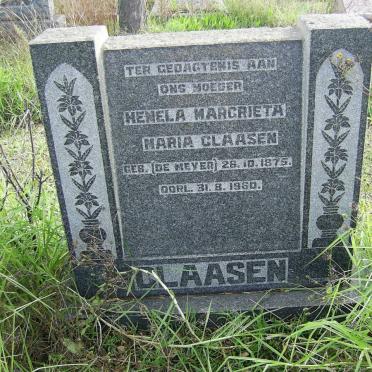 TER GEDAGTENIS AAN
ONS MOEDER
HENELA MARGRIETA
MARIA CLAASEN
GEB. (DE MEYER) 26.10.1875.
OORL. 31.8.1960.
CLAASEN